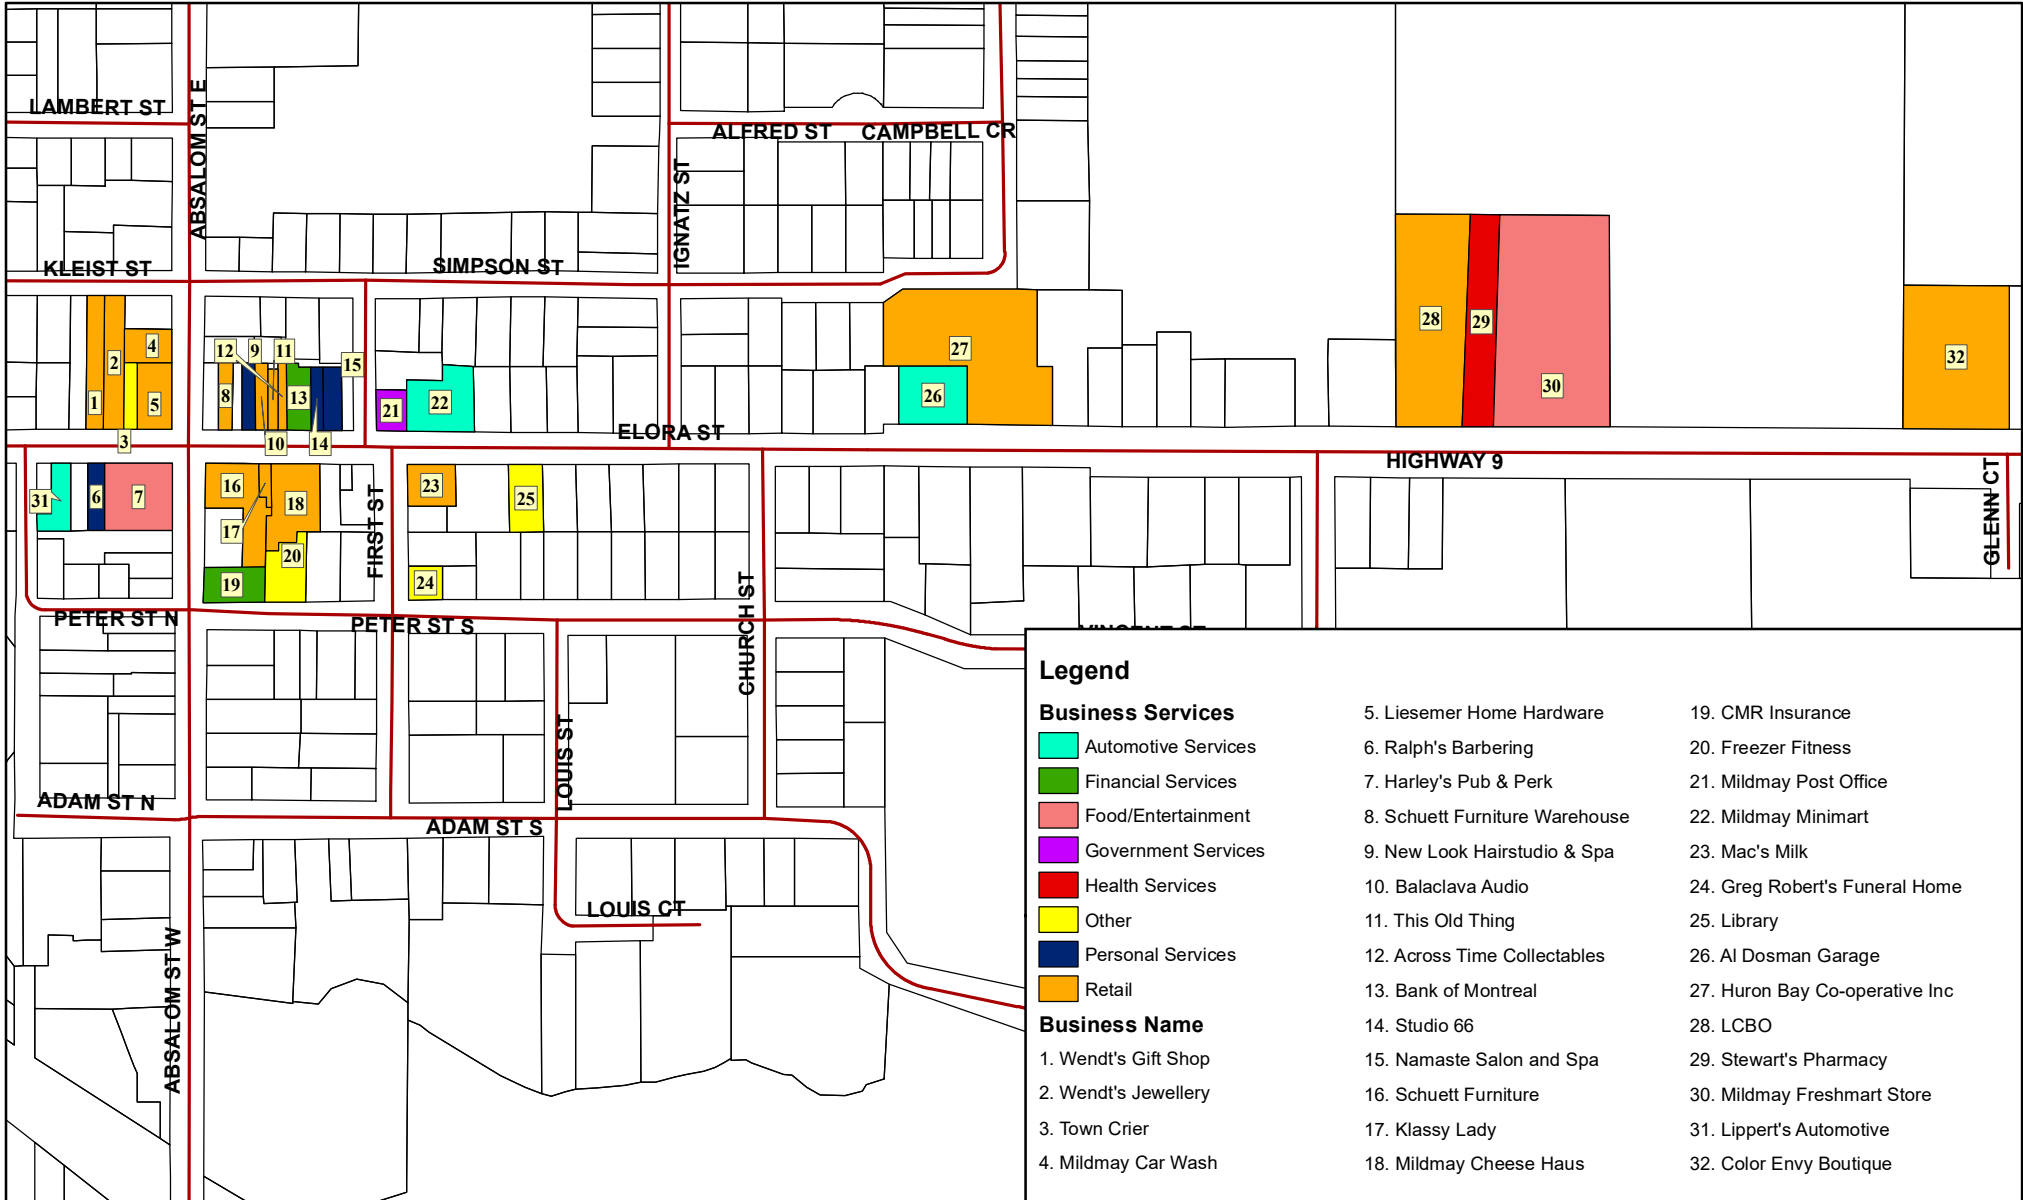 LAMBERT ST
ABSALOM ST E
ALFRED ST
CAMPBELL CR
IGNATZ ST
KLEIST ST
SIMPSON ST
28
29
27
32
30
12
9
11
15
4
2
8
13
1
5
21
22
26
3
10
14
ELORA ST
HIGHWAY 9
GLENN CT
31
6
7
16
18
17
23
25
FIRST ST
20
19
24
CHURCH ST
PETER ST N
PETER ST S
LOUIS ST
ADAM ST N
ADAM ST S
LOUIS CT
ABSALOM ST W
Legend
Business Services
Automotive Services
Financial Services
Food/Entertainment
Government Services
Health Services
Other
Personal Services
Retail
Business Name
1. Wendt's Gift Shop
2. Wendt's Jewellery
3. Town Crier
4. Mildmay Car Wash
5. Liesemer Home Hardware
6. Ralph's Barbering
7. Harley's Pub & Perk
8. Schuett Furniture Warehouse
9. New Look Hairstudio & Spa
10. Balaclava Audio
11. This Old Thing
12. Across Time Collectables
13. Bank of Montreal
14. Studio 66
15. Namaste Salon and Spa
16. Schuett Furniture
17. Klassy Lady
18. Mildmay Cheese Haus
19. CMR Insurance
20. Freezer Fitness
21. Mildmay Post Office
22. Mildmay Minimart
23. Mac's Milk
24. Greg Robert's Funeral Home
25. Library
26. Al Dosman Garage
27. Huron Bay Co-operative Inc
28. LCBO
29. Stewart's Pharmacy
30. Mildmay Freshmart Store
31. Lippert's Automotive
32. Color Envy Boutique